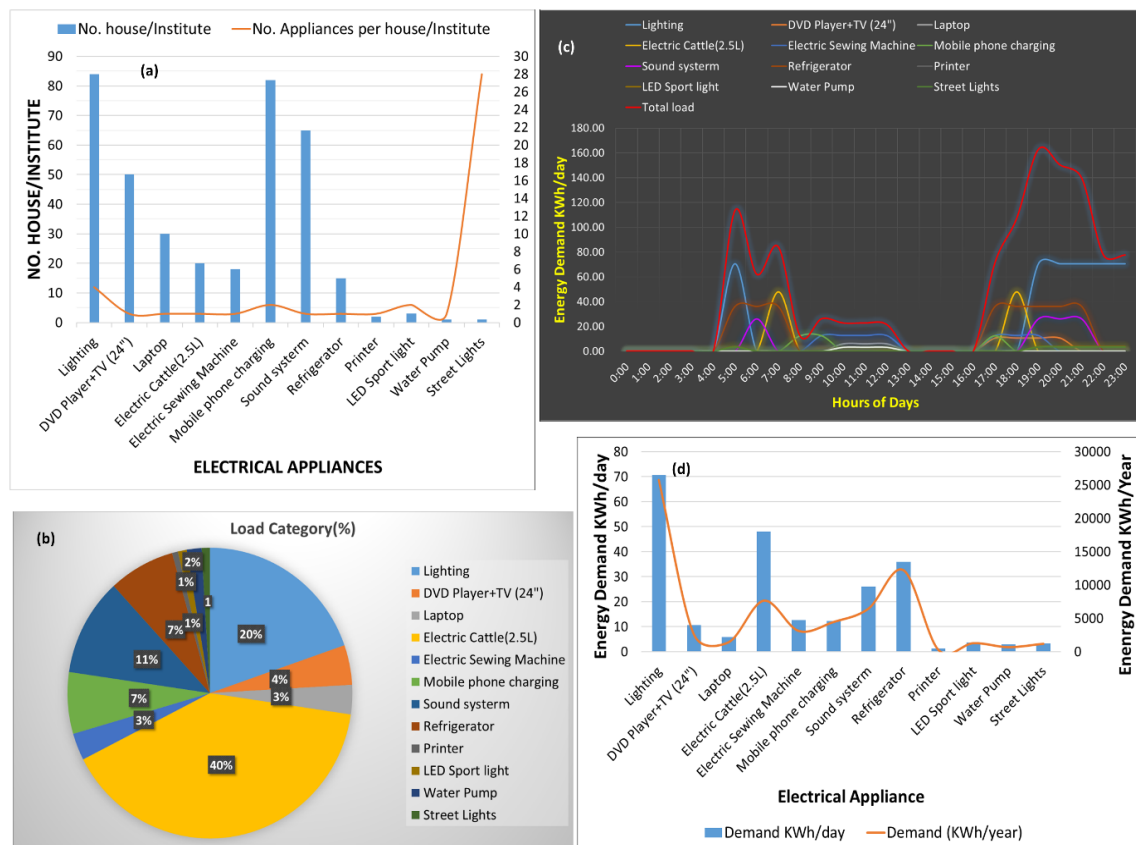 No. house/Institute No. Appliances per house/Institute
(a)
NO. HOUSE/INSTITUTE
90 80 70 60 50 40 30 20 10 0
30 28 26 24 22 20 18 16 14 12 10 8 6 4 2 0
Lighting
DVD Player+TV (24")
Laptop
Electric Cattle(2.5L)
Electric Sewing Machine
Mobile phone charging
Sound systerm
Refrigerator
Printer
LED Sport light
Water Pump
Street Lights
ELECTRICAL APPLIANCES
(c)
Lighting DVD Player+TV (24") Laptop
Electric Cattle(2.5L) Electric Sewing Machine Mobile phone charging
Sound systerm Refrigerator Printer
LED Sport light Water Pump Street Lights
Total load
Energy Demand KWh/day
180.00
160.00
140.00
120.00
100.00
80.00
60.00
40.00
20.00
0.00
0:00 1:00 2:00 3:00 4:00 5:00 6:00 7:00 8:00 9:00 10:00 11:00 12:00 13:00 14:00 15:00 16:00 17:00 18:00 19:00 20:00 21:00 22:00 23:00
Hours of Days
(b)
Load Category(%)
20%
4%
3%
40%
3%
7%
11%
7%
1%
1%
2%
1
Lighting
DVD Player+TV (24")
Laptop
Electric Cattle(2.5L)
Electric Sewing Machine
Mobile phone charging
Sound systerm
Refrigerator
Printer
LED Sport light
Water Pump
Street Lights
(d)
Energy Demand KWh/day
80 70 60 50 40 30 20 10 0
Energy Demand KWh/Year
30000 25000 20000 15000 10000 5000 0
Lighting
DVD Player+TV (24")
Laptop
Electric Cattle(2.5L)
Electric Sewing Machine
Mobile phone charging
Sound systerm
Refrigerator
Printer
LED Sport light
Water Pump
Street Lights
Electrical Appliance
Demand KWh/day Demand (KWh/year)